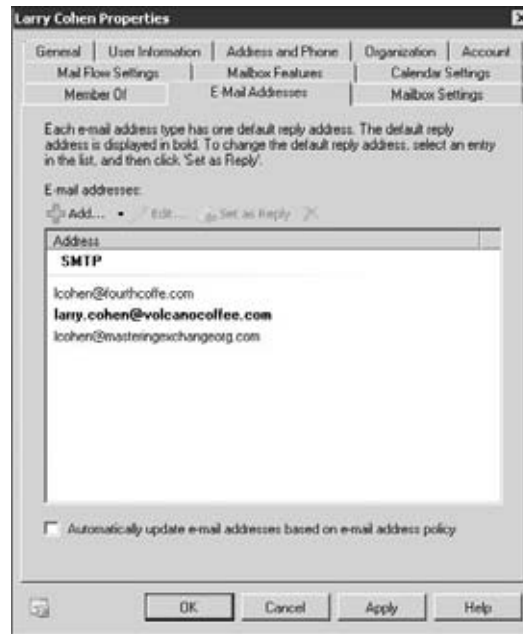 Larry Cohen Properties
General User Information Address and Phone Organization Account
Mail Flow Settings Mailbox Features Calendar Settings
Member Of E-Mail Addresses Mailbox Settings
Each e-mail address type has one default reply address. The default reply
address is displayed in bold. To change the default reply address, select an entry
in the list, and then click 'Set as Reply'.
E-mail addresses:
Add... Edit... Set as Reply
Address
SMTP
lcohen@fourthcoffe.com
larry.cohen@volcanocoffee.com
lcohen@masteringexchangeorg.com
Automatically update e-mail addresses based on e-mail address policy
OK Cancel Apply Help